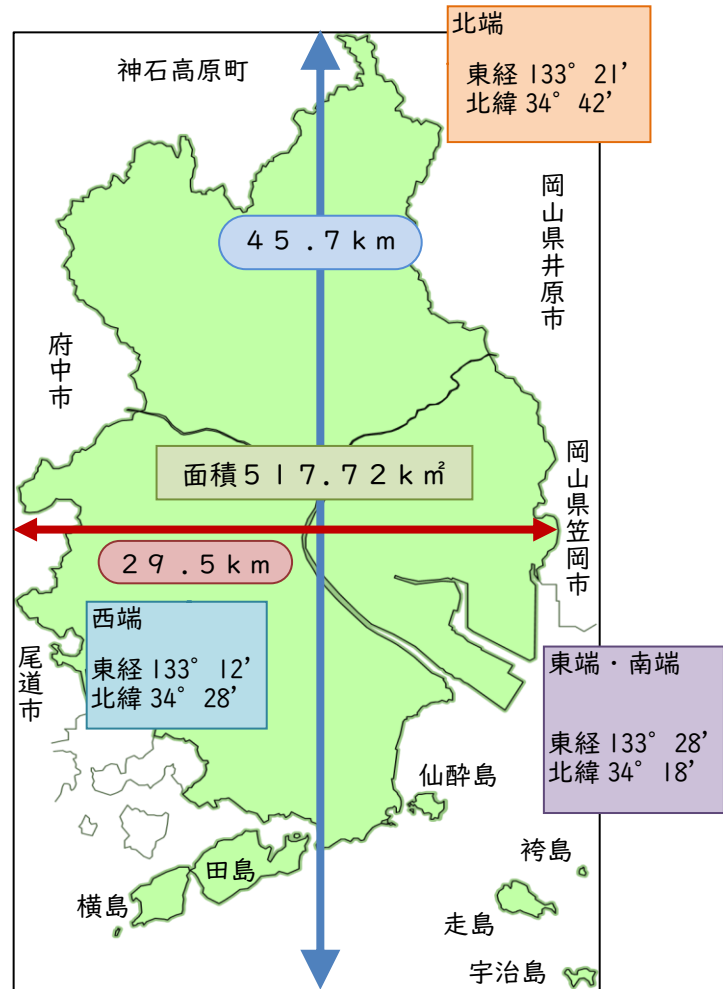 北端
東経 133° 21’
北緯 34° 42’
神石高原町
岡山県井原市
４５.７ｋｍ
府中市
面積５１７.７２ｋ㎡
岡山県笠岡市
２９.５ｋｍ
西端
東経 133° 12’
北緯 34° 28’
尾道市
東端・南端
東経 133° 28’
北緯 34° 18’
仙酔島
田島
横島
袴島
走島
宇治島